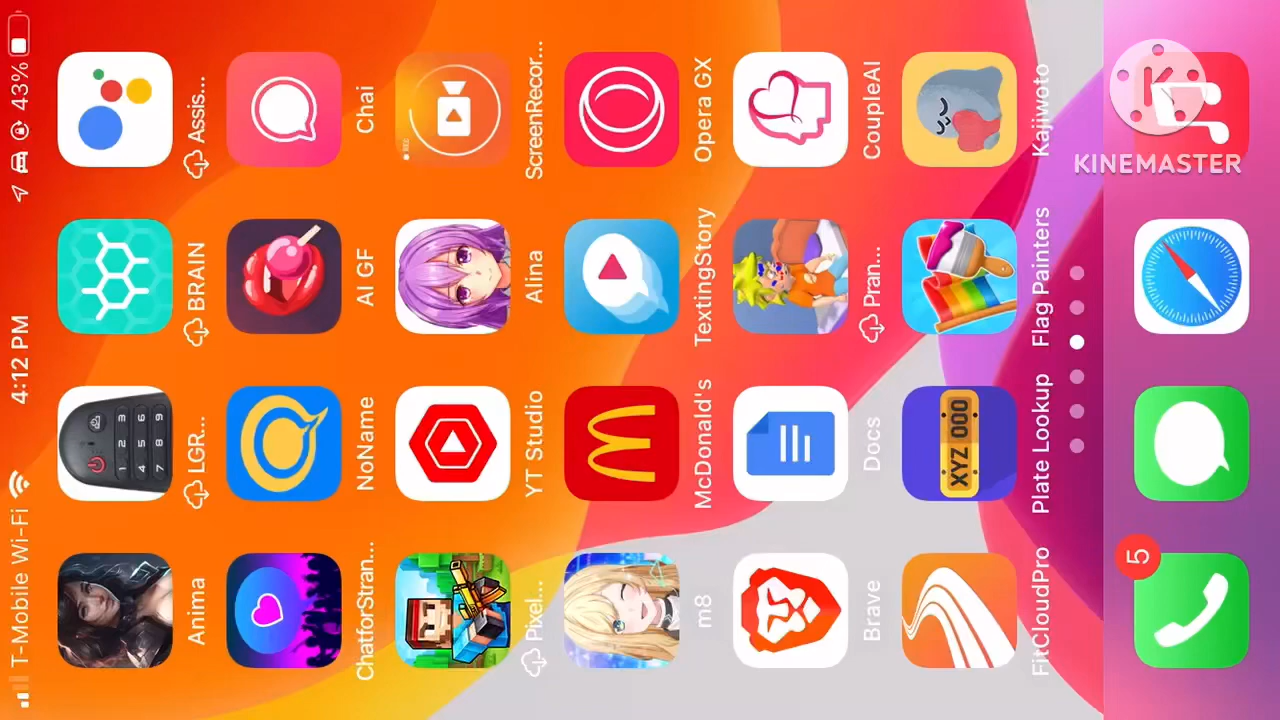 T-Mobile Wi-Fi 4:12 PM 43%
Anima LGR... BRAIN Assis...
ChatforStran... NoName AI GF Chai
Pixel... YT Studio Alina ScreenRecor...
m8 McDonald's TextingStory Opera GX
XYZ 000
Brave Docs Pran... CoupleAI
FitCloudPro Plate Lookup Flag Painters Kajiwoto
5
KINEMASTER